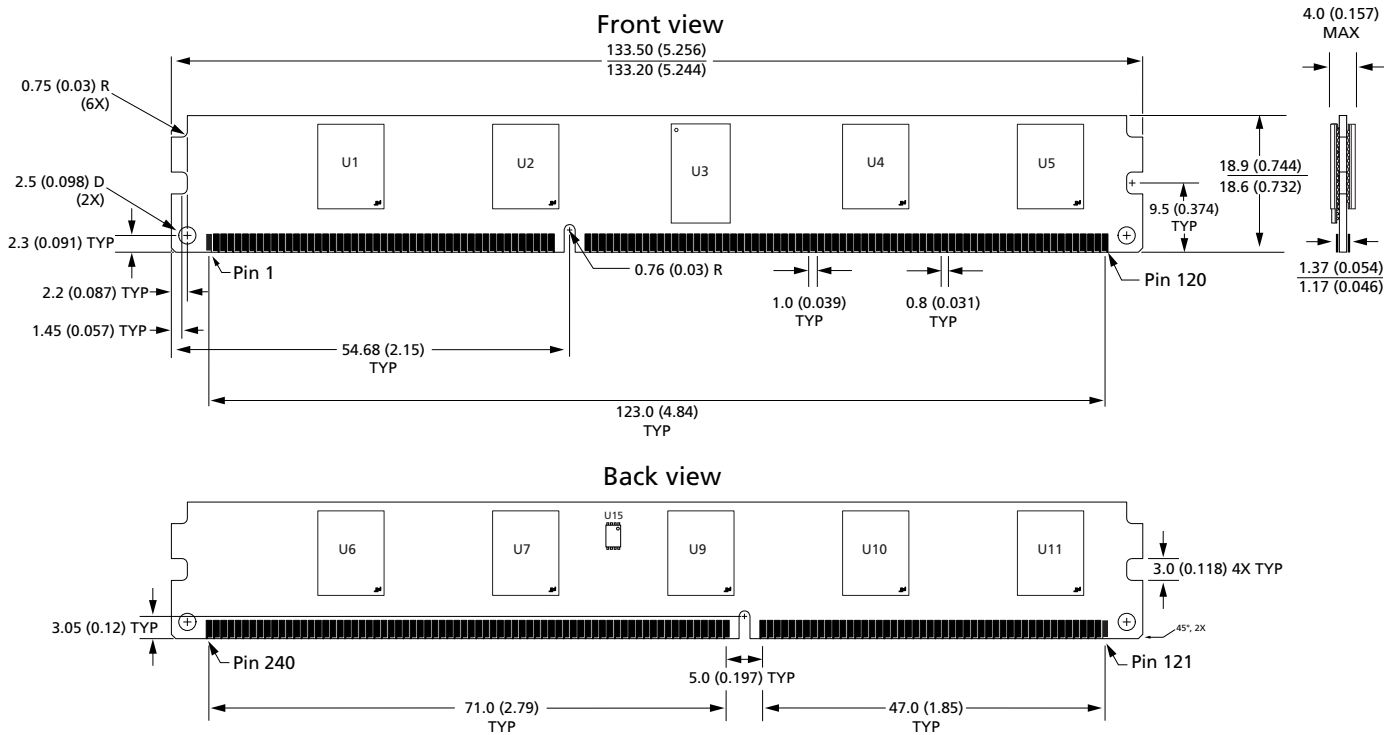 Front view
133.50 (5.256)
133.20 (5.244)
4.0 (0.157)
MAX
0.75 (0.03) R
(6X)
U1
U2
U3
U4
U5
2.5 (0.098) D
(2X)
18.9 (0.744)
18.6 (0.732)
9.5 (0.374)
TYP
2.3 (0.091) TYP
Pin 1
0.76 (0.03) R
Pin 120
2.2 (0.087) TYP
1.0 (0.039)
TYP
0.8 (0.031)
TYP
1.37 (0.054)
1.17 (0.046)
1.45 (0.057) TYP
54.68 (2.15)
TYP
123.0 (4.84)
TYP
Back view
U15
U6
U7
U9
U10
U11
3.0 (0.118) 4X TYP
3.05 (0.12) TYP
45°, 2X
Pin 240
5.0 (0.197) TYP
Pin 121
71.0 (2.79)
TYP
47.0 (1.85)
TYP